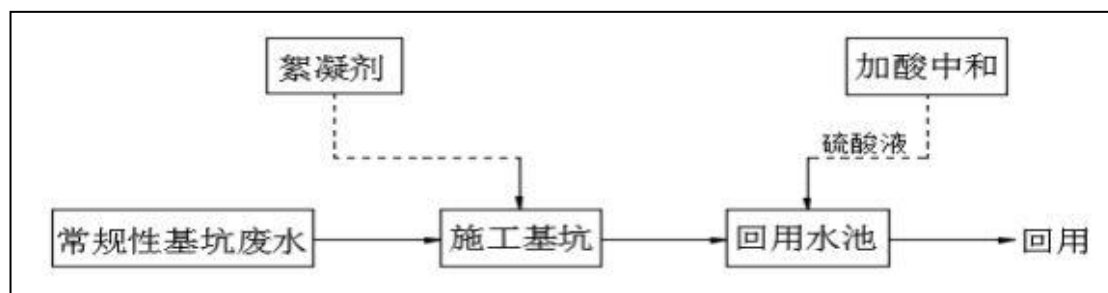 絮凝剂
加酸中和
硫酸液
常规性基坑废水
施工基坑
回用水池
回用